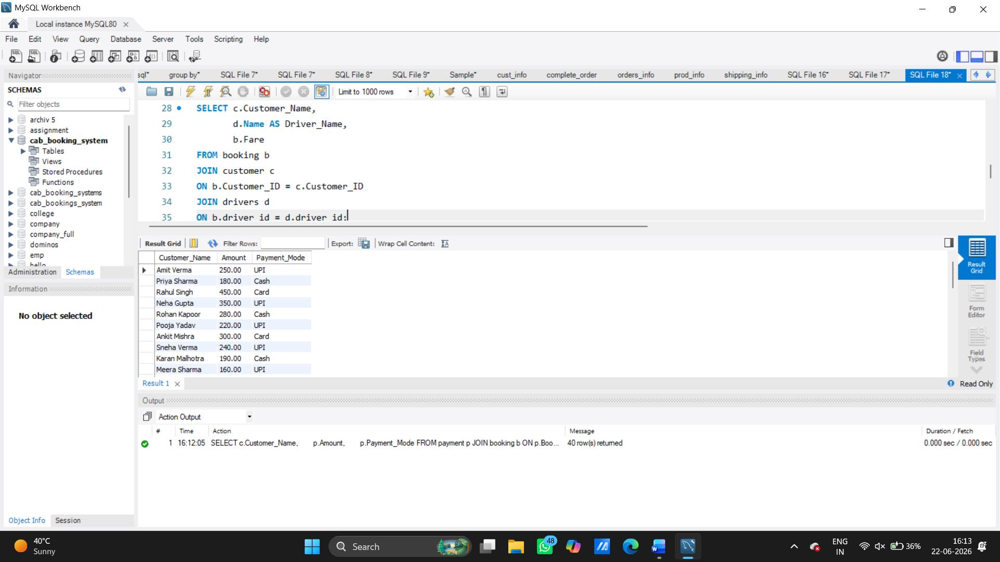 MySQL Workbench
Local instance MySQL80
File Edit View Query Database Server Tools Scripting Help
Navigator
sql* group by* SQL File 7* SQL File 7* SQL File 8* SQL File 9* Sample* cust_info complete_order orders_info prod_info shipping_info SQL File 16* SQL File 17* SQL File 18*
SCHEMAS
Limit to 1000 rows
Filter objects
archiv 5
assignment
cab_booking_system
Tables
Views
Stored Procedures
Functions
cab_booking_systems
cab_bookings_system
college
company
company_full
dominos
emp
hello
Administration Schemas
Information
No object selected
Object Info Session
28 SELECT c.Customer_Name,
29 d.Name AS Driver_Name,
30 b.Fare
31 FROM booking b
32 JOIN customer c
33 ON b.Customer_ID = c.Customer_ID
34 JOIN drivers d
35 ON b.driver_id = d.driver_id;
Result Grid Filter Rows: Export: Wrap Cell Content:
Customer_Name Amount Payment_Mode
Amit Verma 250.00 UPI
Priya Sharma 180.00 Cash
Rahul Singh 450.00 Card
Neha Gupta 350.00 UPI
Rohan Kapoor 280.00 Cash
Pooja Yadav 220.00 UPI
Ankit Mishra 300.00 Card
Sneha Verma 240.00 UPI
Karan Malhotra 190.00 Cash
Meera Sharma 160.00 UPI
Result Grid
Form Editor
Field Types
Result 1 Read Only
Output
Action Output
# Time Action Message Duration / Fetch
1 16:12:05 SELECT c.Customer_Name, p.Amount, p.Payment_Mode FROM payment p JOIN booking b ON p.Boo... 40 row(s) returned 0.000 sec / 0.000 sec
40°C
Sunny
Search
48
ENG
IN
36%
16:13
22-06-2026